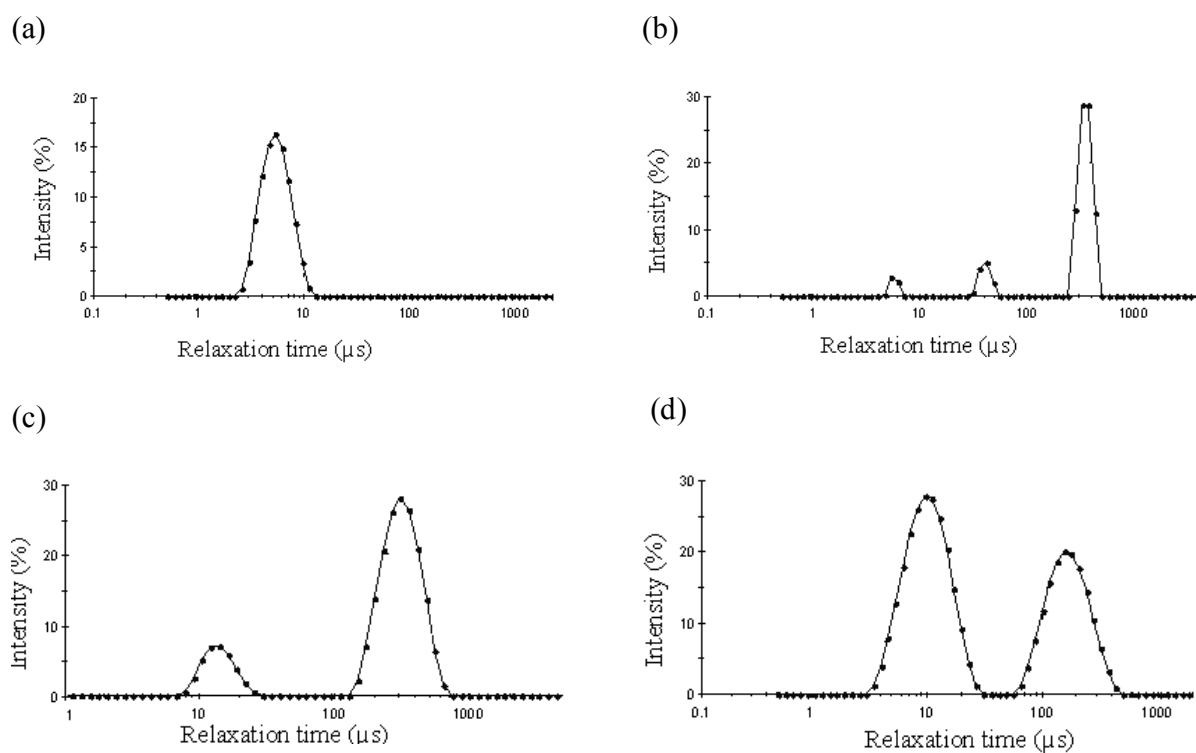 (a)
20
15
10
5
0
0.1 1 10 100 1000
Intensity (%)
Relaxation time (µs)
(b)
30
20
10
0
0.1 1 10 100 1000
Intensity (%)
Relaxation time (µs)
(c)
30
20
10
0
1 10 100 1000
Intensity (%)
Relaxation time (µs)
(d)
30
20
10
0
0.1 1 10 100 1000
Intensity (%)
Relaxation time (µs)